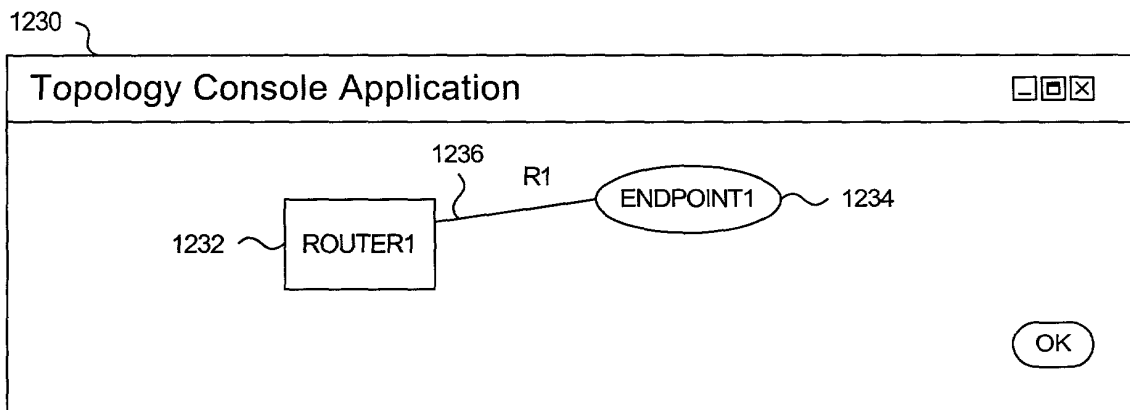 1230
Topology Console Application
1236
R1
ENDPOINT1
1234
1232
ROUTER1
OK